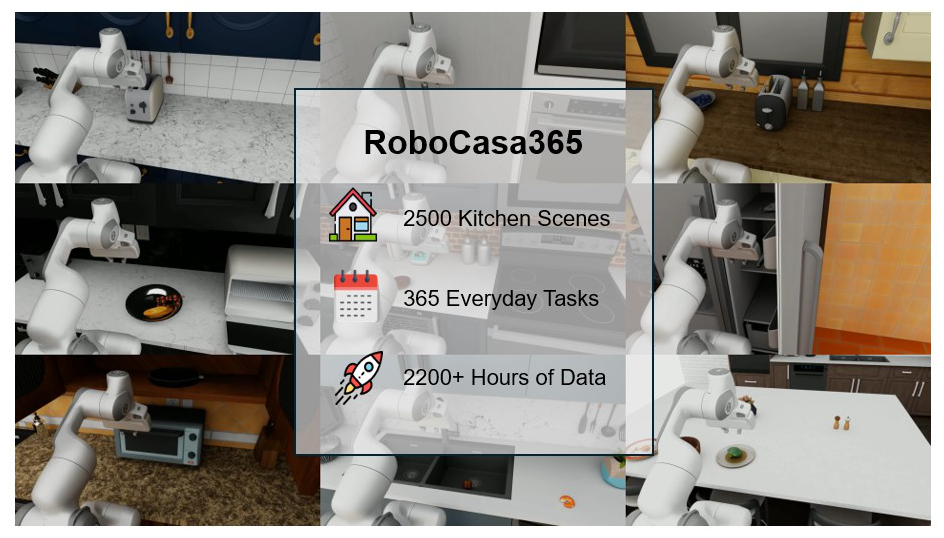 RoboCasa365
2500 Kitchen Scenes
365 Everyday Tasks
2200+ Hours of Data